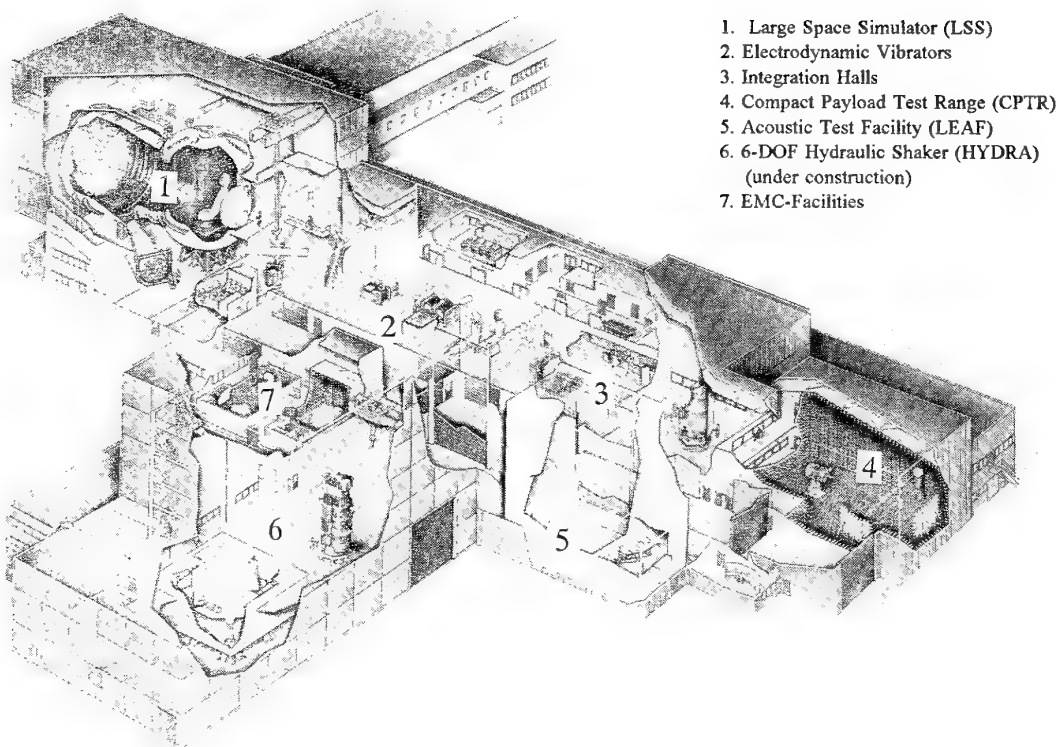 1. Large Space Simulator (LSS)
2. Electrodynamic Vibrators
3. Integration Halls
4. Compact Payload Test Range (CPTR)
5. Acoustic Test Facility (LEAF)
6. 6-DOF Hydraulic Shaker (HYDRA)
(under construction)
7. EMC-Facilities
1
2
3
7
4
6
5